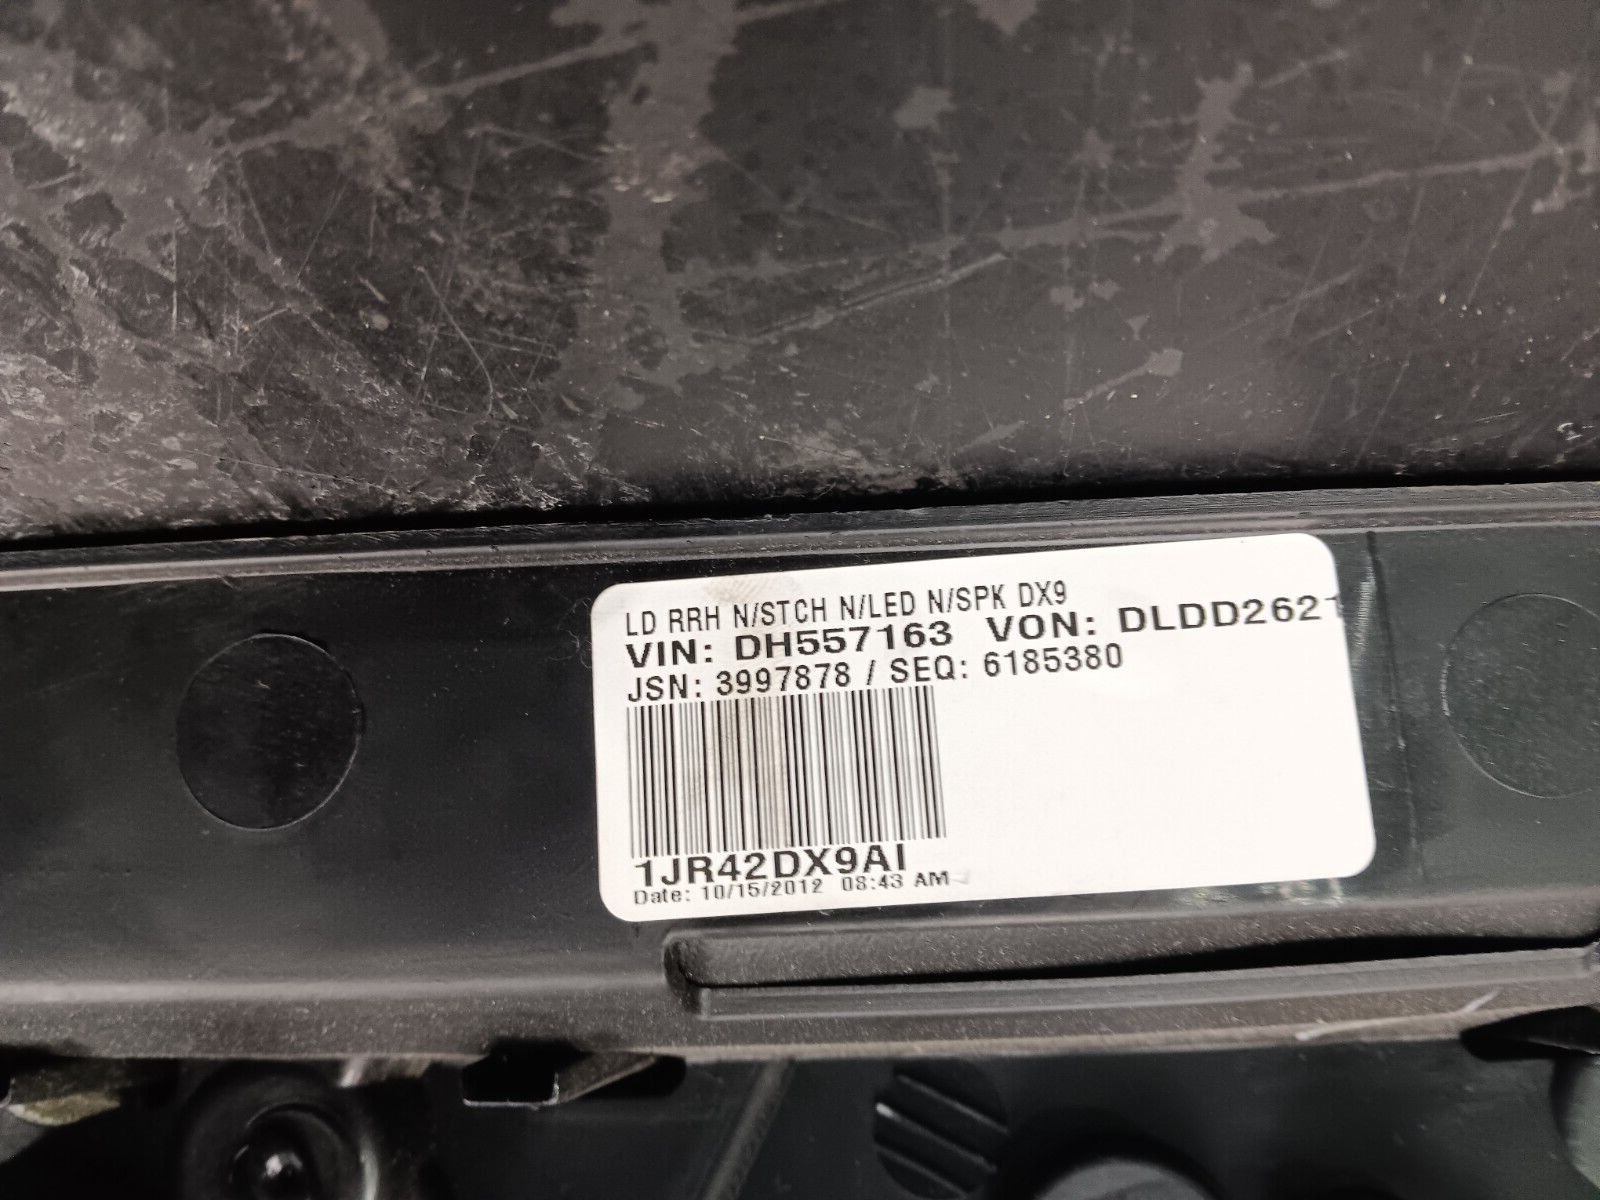 LD RRH N/STCH N/LED N/SPK DX9
VIN: DH557163 VON: DLDD2621
JSN: 3997878 / SEQ: 6185380
1JR42DX9AI
Date: 10/15/2012 08:43 AM